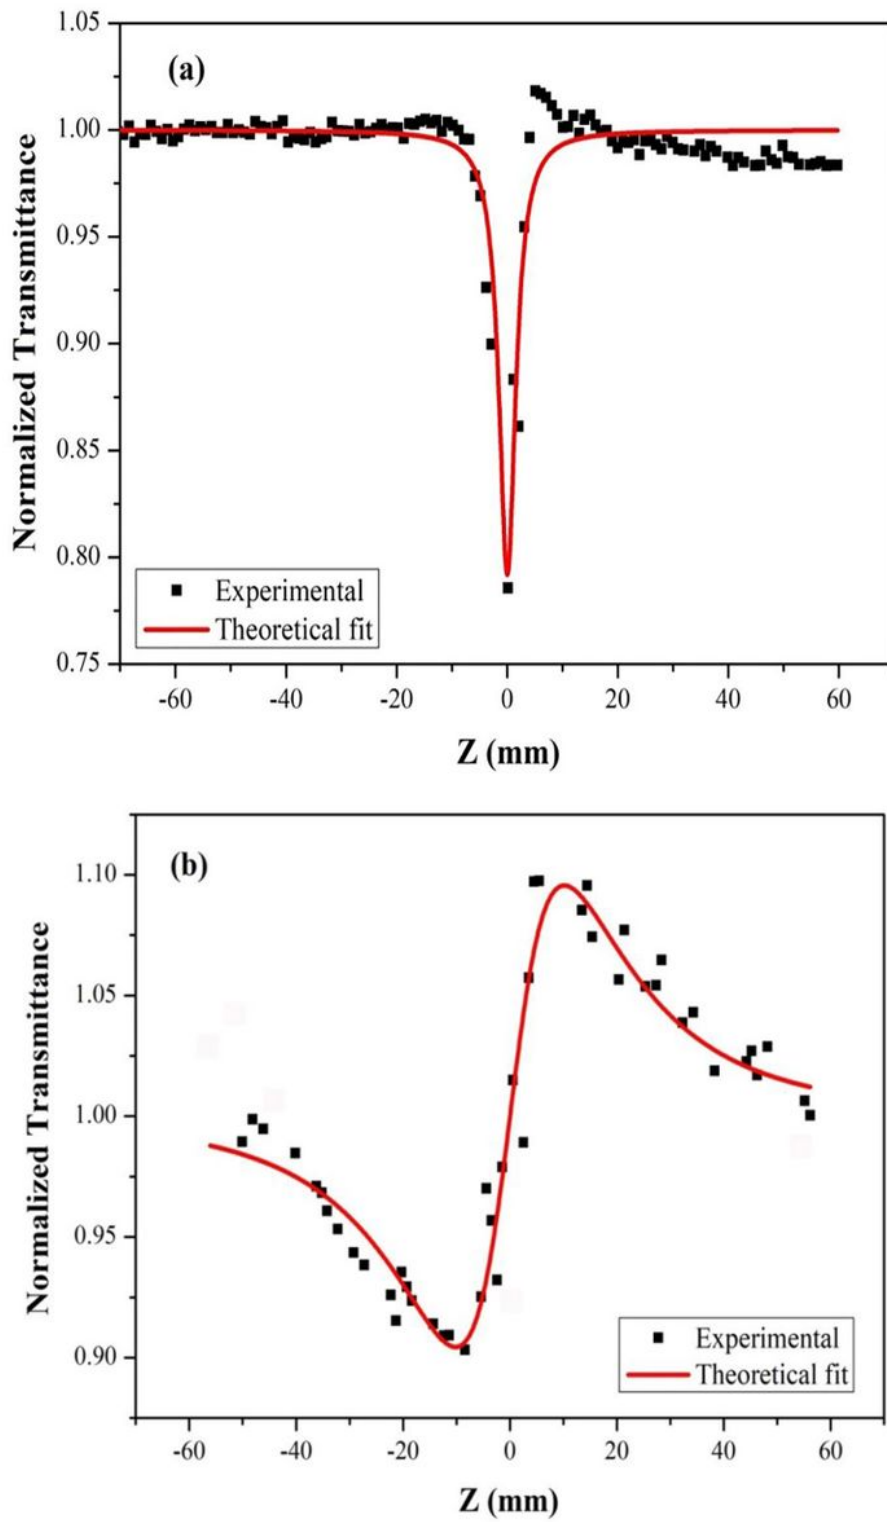 (a)
Normalized Transmittance
1.05
1.00
0.95
0.90
0.85
0.80
0.75
Experimental
Theoretical fit
-60 -40 -20 0 20 40 60
Z (mm)
(b)
Normalized Transmittance
1.10
1.05
1.00
0.95
0.90
Experimental
Theoretical fit
-60 -40 -20 0 20 40 60
Z (mm)